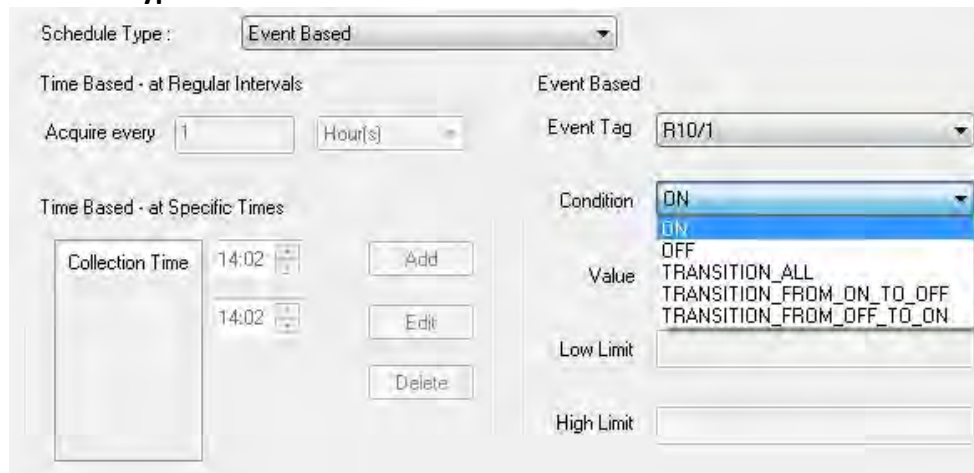 Schedule Type : Event Based
Time Based - at Regular Intervals
Acquire every 1 Hour(s)
Time Based - at Specific Times
Collection Time 14:02 Add
14:02 Edit
Delete
Event Based
Event Tag R10/1
Condition ON
ON
OFF
TRANSITION_ALL
TRANSITION_FROM_ON_TO_OFF
TRANSITION_FROM_OFF_TO_ON
Value
Low Limit
High Limit